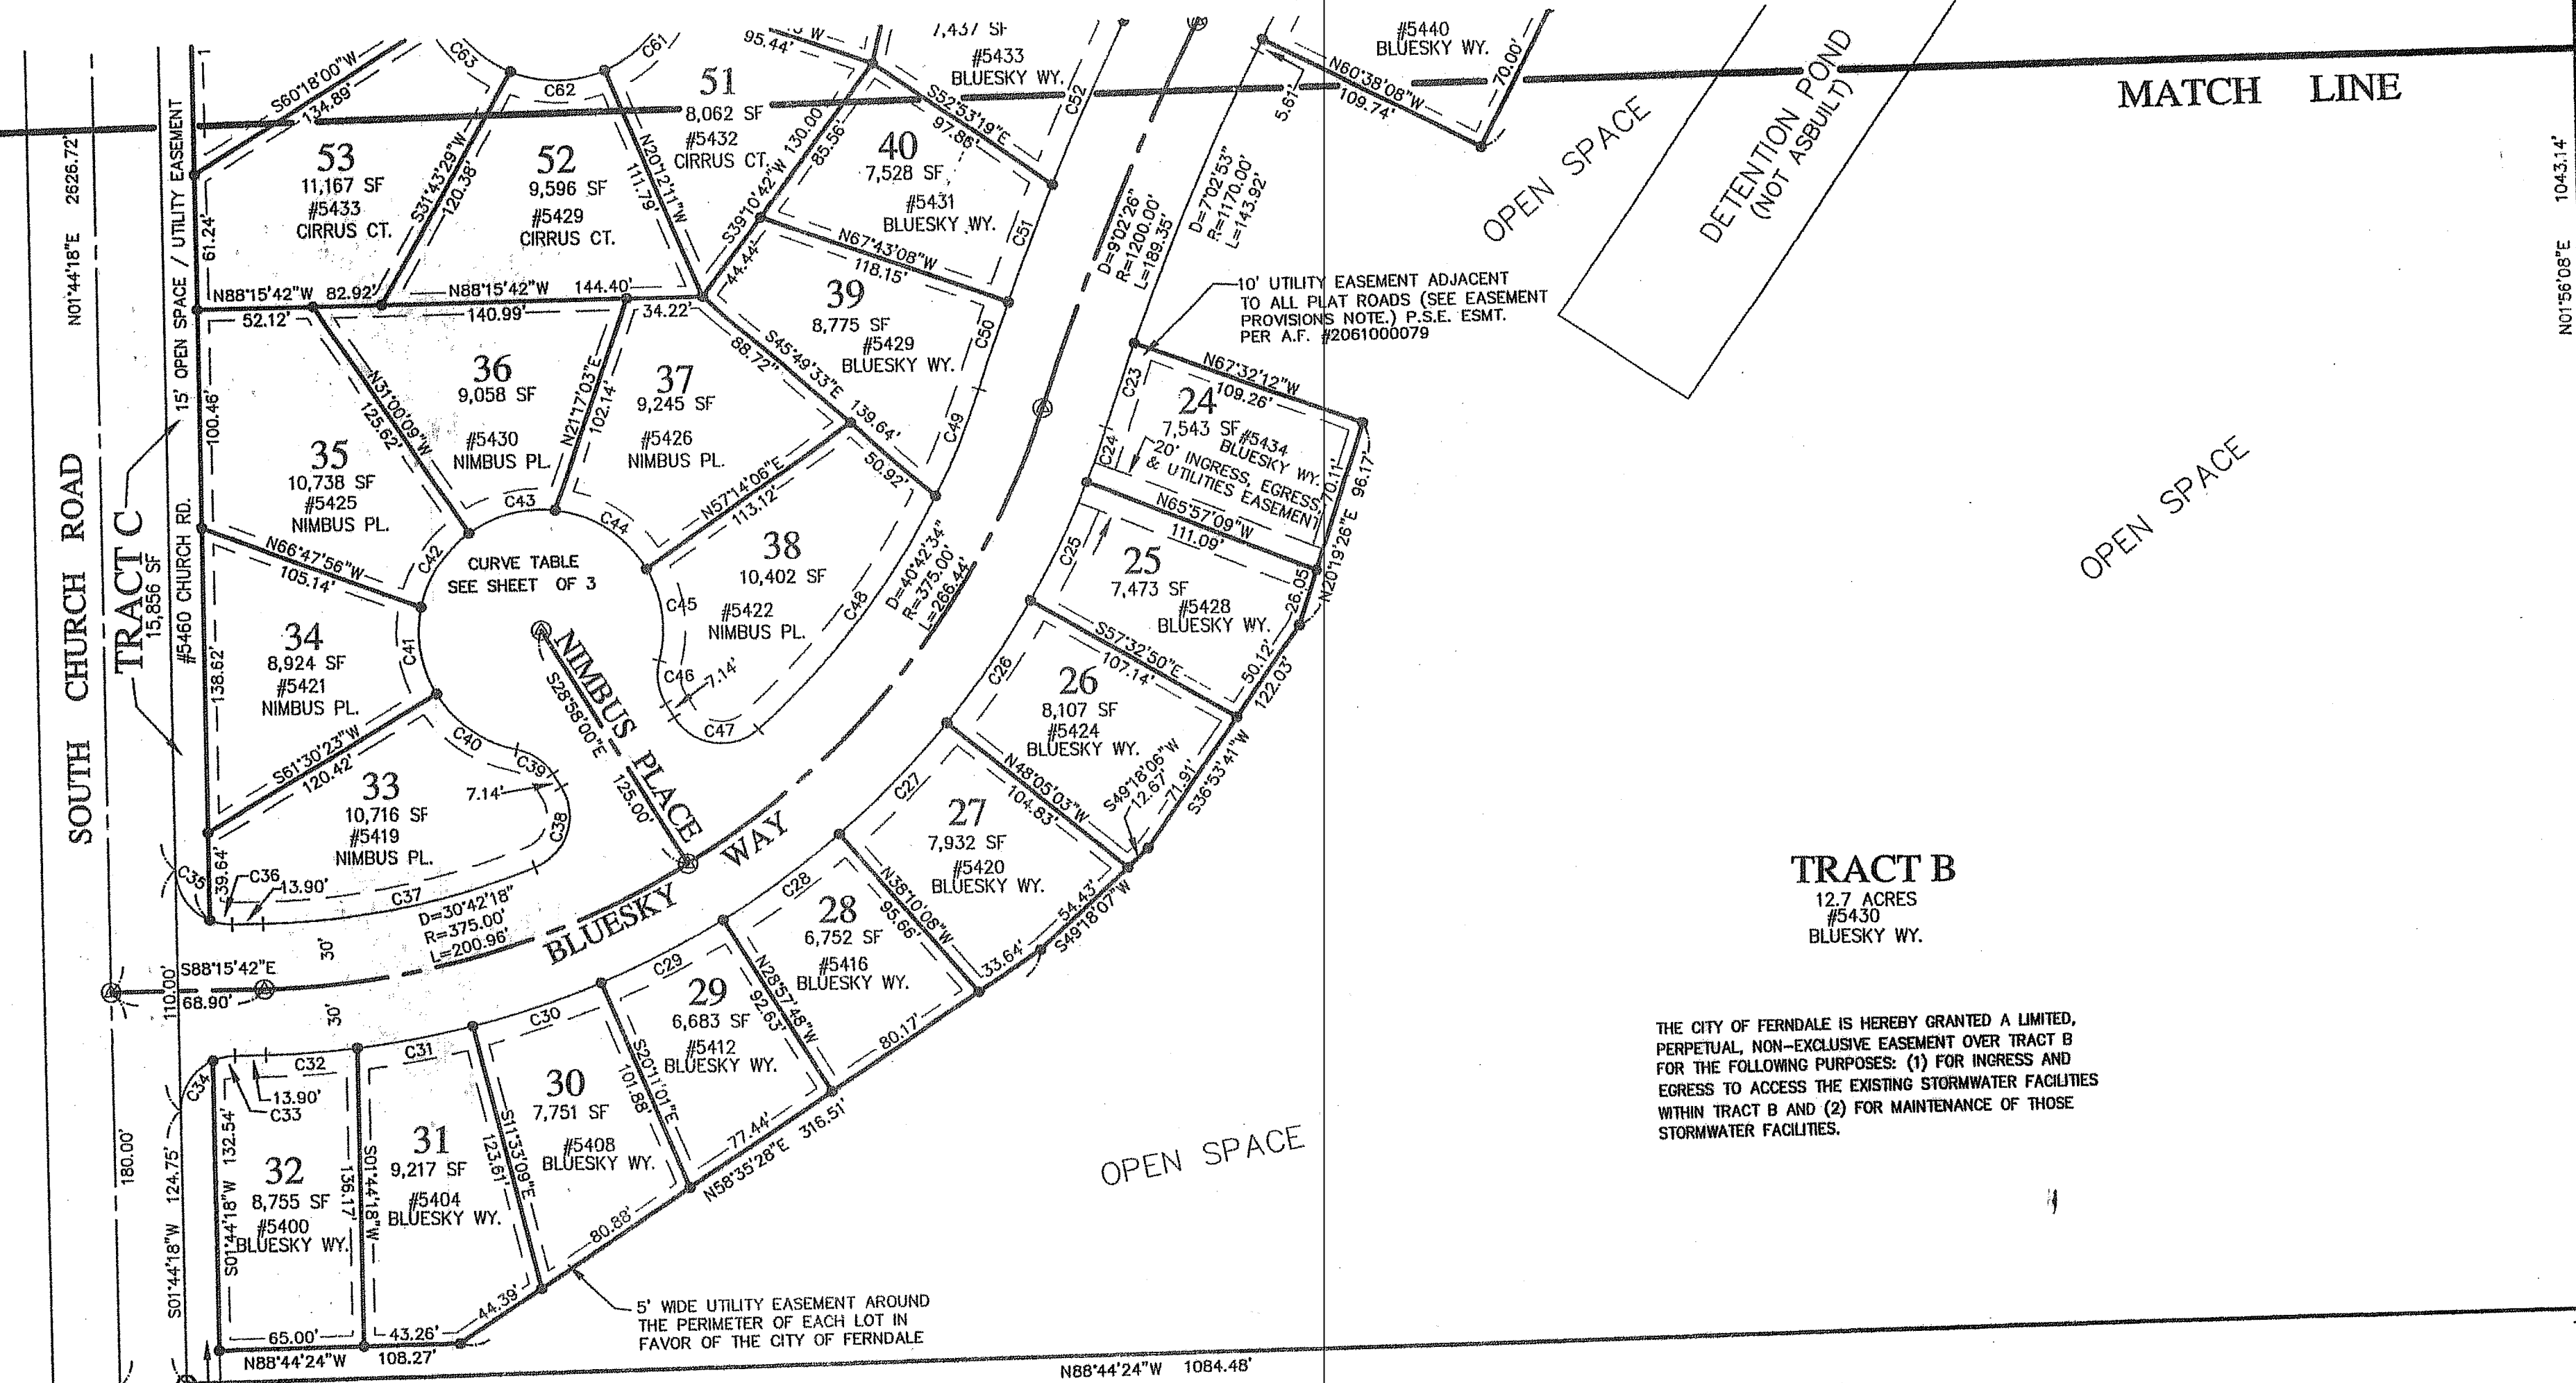 MATCH LINE
#5440
BLUESKY WY.
N60°38'08"W
109.74'
70.00'
5.61'
OPEN SPACE
DETENTION POND
(NOT ASBUILT)
1043.14'
N01°56'08"E
C63
C62
C61
S60°18'00"W
134.89'
95.44'
7,437 SF
#5433
BLUESKY WY.
C52
51
8,062 SF
#5432
CIRRUS CT.
S52°53'19"E
97.86'
53
11,167 SF
#5433
CIRRUS CT.
S31°43'29"W
120.38'
52
9,596 SF
#5429
CIRRUS CT.
N20°12'11"W
111.79'
S39°10'42"W 130.00'
85.56'
44.44'
40
7,528 SF
#5431
BLUESKY WY.
C51
N67°43'08"W
118.15'
D=9°02'26"
R=1200.00'
L=189.35'
D=7°02'53"
R=1170.00'
L=143.92'
10' UTILITY EASEMENT ADJACENT
TO ALL PLAT ROADS (SEE EASEMENT
PROVISIONS NOTE.) P.S.E. ESMT.
PER A.F. #2061000079
N01°44'18"E 2626.72'
15' OPEN SPACE / UTILITY EASEMENT
61.24'
N88°15'42"W 82.92'
52.12'
N88°15'42"W 144.40'
140.99'
34.22'
39
8,775 SF
#5429
BLUESKY WY.
C50
C49
S45°49'33"E
88.72'
139.64'
50.92'
36
9,058 SF
#5430
NIMBUS PL.
N31°00'09"W
125.62'
N21°17'03"E
102.14'
37
9,245 SF
#5426
NIMBUS PL.
N57°14'06"E
113.12'
35
10,738 SF
#5425
NIMBUS PL.
100.46'
N66°47'56"W
105.14'
C42
C43
C44
CURVE TABLE
SEE SHEET OF 3
38
10,402 SF
#5422
NIMBUS PL.
C45
C46
7.14'
C47
C48
D=40°42'34"
R=375.00'
L=266.44'
C23
N67°32'12"W
109.26'
24
7,543 SF
#5434
BLUESKY WY.
20' INGRESS, EGRESS,
& UTILITIES EASEMENT
C24
70.11'
N20°19'26"E 96.17'
N65°57'09"W
111.09'
C25
25
7,473 SF
#5428
BLUESKY WY.
26.05'
S57°32'50"E
107.14'
50.12'
122.03'
C26
26
8,107 SF
#5424
BLUESKY WY.
S49°18'06"W
12.67'
71.91'
S36°53'41"W
N48°05'03"W
104.83'
C27
27
7,932 SF
#5420
BLUESKY WY.
54.43'
S49°18'07"W
N38°10'08"W
95.66'
33.64'
SOUTH CHURCH ROAD
TRACT C
15,856 SF
#5460 CHURCH RD.
34
8,924 SF
#5421
NIMBUS PL.
138.62'
C41
S61°30'23"W
120.42'
C40
C39
7.14'
C38
33
10,716 SF
#5419
NIMBUS PL.
39.64'
C35
C36
13.90'
C37
NIMBUS PLACE
S28°58'00"E 125.00'
D=30°42'18"
R=375.00'
L=200.96'
BLUESKY WAY
30'
30'
S88°15'42"E
68.90'
110.00'
C28
28
6,752 SF
#5416
BLUESKY WY.
N28°57'48"W
92.63'
80.17'
C29
29
6,683 SF
#5412
BLUESKY WY.
77.44'
N58°35'28"E 316.51'
C30
S20°11'01"E
101.88'
30
7,751 SF
#5408
BLUESKY WY.
80.88'
C31
S11°33'09"E
123.61'
31
9,217 SF
#5404
BLUESKY WY.
44.39'
C32
C34
13.90'
C33
32
8,755 SF
#5400
BLUESKY WY.
S01°44'18"W 132.54'
136.17'
S01°44'18"W
180.00'
S01°44'18"W 124.75'
65.00'
43.26'
N88°44'24"W 108.27'
5' WIDE UTILITY EASEMENT AROUND
THE PERIMETER OF EACH LOT IN
FAVOR OF THE CITY OF FERNDALE
N88°44'24"W 1084.48'
OPEN SPACE
OPEN SPACE
TRACT B
12.7 ACRES
#5430
BLUESKY WY.
THE CITY OF FERNDALE IS HEREBY GRANTED A LIMITED,
PERPETUAL, NON-EXCLUSIVE EASEMENT OVER TRACT B
FOR THE FOLLOWING PURPOSES: (1) FOR INGRESS AND
EGRESS TO ACCESS THE EXISTING STORMWATER FACILITIES
WITHIN TRACT B AND (2) FOR MAINTENANCE OF THOSE
STORMWATER FACILITIES.